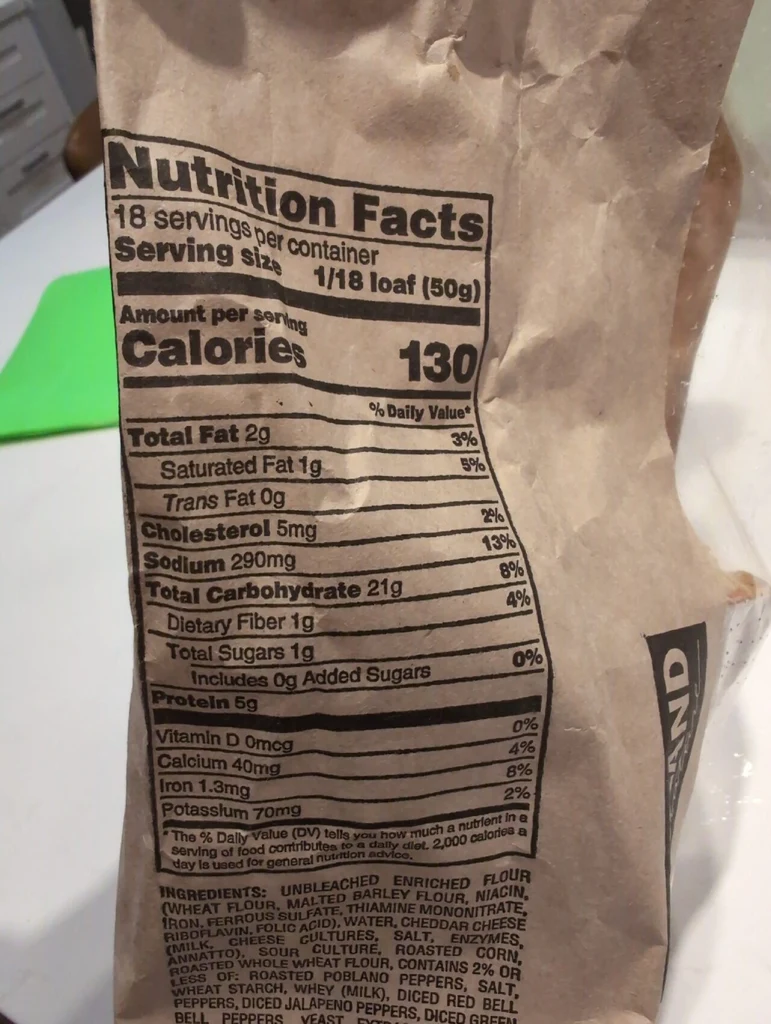 Nutrition Facts
18 servings per container
Serving size 1/18 loaf (50g)
Amount per serving
Calories 130
% Daily Value*
Total Fat 2g 3%
Saturated Fat 1g 5%
Trans Fat 0g
Cholesterol 5mg 2%
Sodium 290mg 13%
Total Carbohydrate 21g 8%
Dietary Fiber 1g 4%
Total Sugars 1g
Includes 0g Added Sugars 0%
Protein 5g
Vitamin D 0mcg 0%
Calcium 40mg 4%
Iron 1.3mg 8%
Potassium 70mg 2%
*The % Daily Value (DV) tells you how much a nutrient in a
serving of food contributes to a daily diet. 2,000 calories a
day is used for general nutrition advice.
INGREDIENTS: UNBLEACHED ENRICHED FLOUR
(WHEAT FLOUR, MALTED BARLEY FLOUR, NIACIN,
IRON, FERROUS SULFATE, THIAMINE MONONITRATE,
RIBOFLAVIN, FOLIC ACID), WATER, CHEDDAR CHEESE
(MILK, CHEESE CULTURES, SALT, ENZYMES,
ANNATTO), SOUR CULTURE, ROASTED CORN,
ROASTED WHOLE WHEAT FLOUR, CONTAINS 2% OR
LESS OF: ROASTED POBLANO PEPPERS, SALT,
WHEAT STARCH, WHEY (MILK), DICED RED BELL
PEPPERS, DICED JALAPENO PEPPERS, DICED GREEN
BELL PEPPERS, YEAST
AND